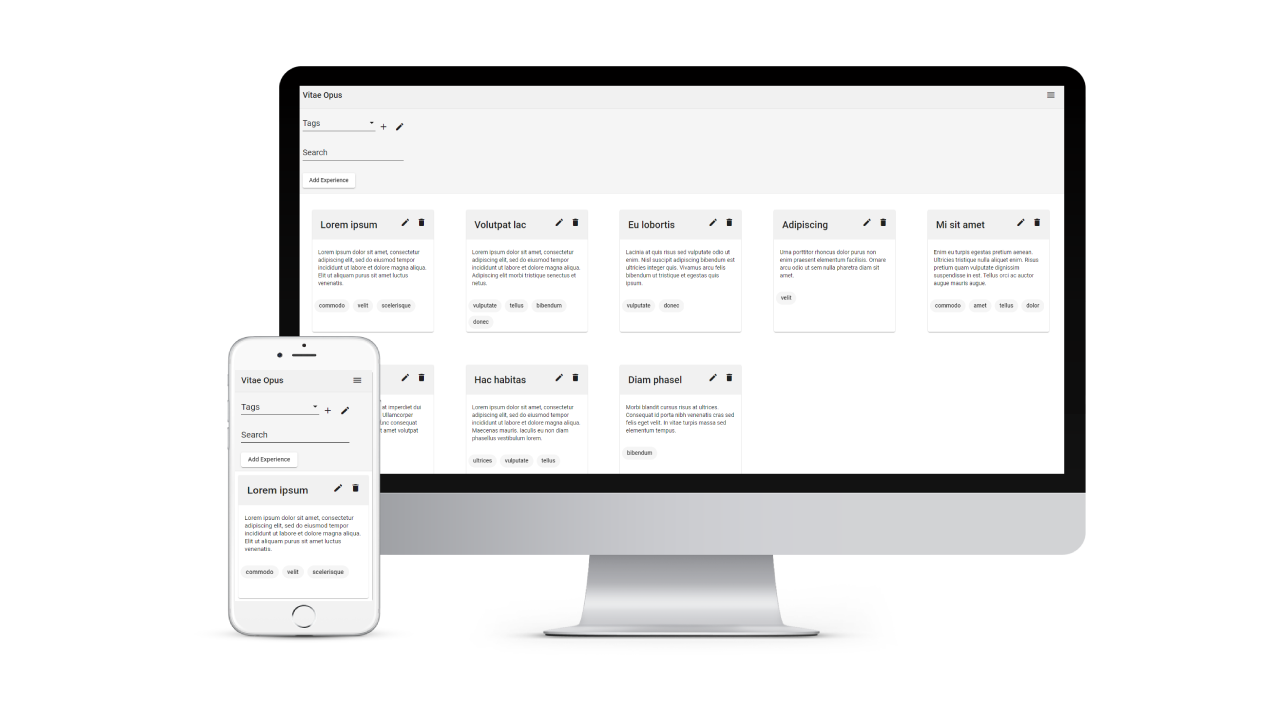 Vitae Opus
Tags
Search
Add Experience
Lorem ipsum
Lorem ipsum dolor sit amet, consectetur
adipiscing elit, sed do eiusmod tempor
incididunt ut labore et dolore magna aliqua.
Elit ut aliquam purus sit amet luctus
venenatis.
commodo velit scelerisque
Volutpat lac
Lorem ipsum dolor sit amet, consectetur
adipiscing elit, sed do eiusmod tempor
incididunt ut labore et dolore magna aliqua.
Adipiscing elit morbi tristique senectus et
netus.
vulputate tellus bibendum
donec
Eu lobortis
Lacinia at quis risus sed vulputate odio ut
enim. Nisl suscipit adipiscing bibendum est
ultricies integer quis. Vivamus arcu felis
bibendum ut tristique et egestas quis
ipsum.
vulputate donec
Adipiscing
Urna porttitor rhoncus dolor purus non
enim praesent elementum facilisis. Ornare
arcu odio ut sem nulla pharetra diam sit
amet.
velit
Mi sit amet
Enim eu turpis egestas pretium aenean.
Ultricies tristique nulla aliquet enim. Risus
pretium quam vulputate dignissim
suspendisse in est. Tellus orci ac auctor
augue mauris augue.
commodo amet tellus dolor
at imperdiet dui
Ullamcorper
unc consequat
t amet volutpat
Hac habitas
Lorem ipsum dolor sit amet, consectetur
adipiscing elit, sed do eiusmod tempor
incididunt ut labore et dolore magna aliqua.
Maecenas mauris. Iaculis eu non diam
phasellus vestibulum lorem.
ultrices vulputate tellus
Diam phasel
Morbi blandit cursus risus at ultrices.
Consequat id porta nibh venenatis cras sed
felis eget velit. In vitae turpis massa sed
elementum tempus.
bibendum
Vitae Opus
Tags
Search
Add Experience
Lorem ipsum
Lorem ipsum dolor sit amet, consectetur
adipiscing elit, sed do eiusmod tempor
incididunt ut labore et dolore magna aliqua.
Elit ut aliquam purus sit amet luctus
venenatis.
commodo velit scelerisque